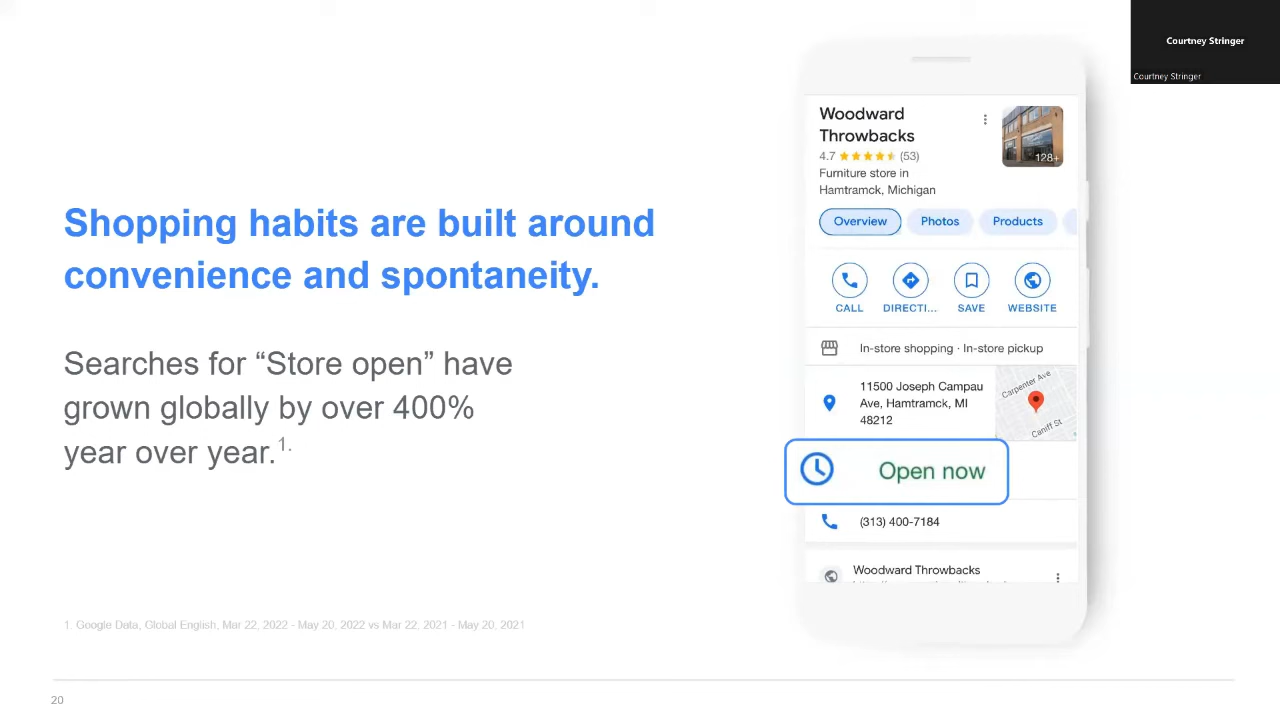 Courtney Stringer
Courtney Stringer
Shopping habits are built around
convenience and spontaneity.
Searches for “Store open” have
grown globally by over 400%
year over year.1.
1. Google Data, Global English, Mar 22, 2022 - May 20, 2022 vs Mar 22, 2021 - May 20, 2021
20
Woodward
Throwbacks
4.7 (53)
128+
Furniture store in
Hamtramck, Michigan
Overview Photos Products
CALL DIRECTI... SAVE WEBSITE
In-store shopping · In-store pickup
11500 Joseph Campau
Ave, Hamtramck, MI
48212
Carpenter Ave
Caniff St
Open now
(313) 400-7184
Woodward Throwbacks